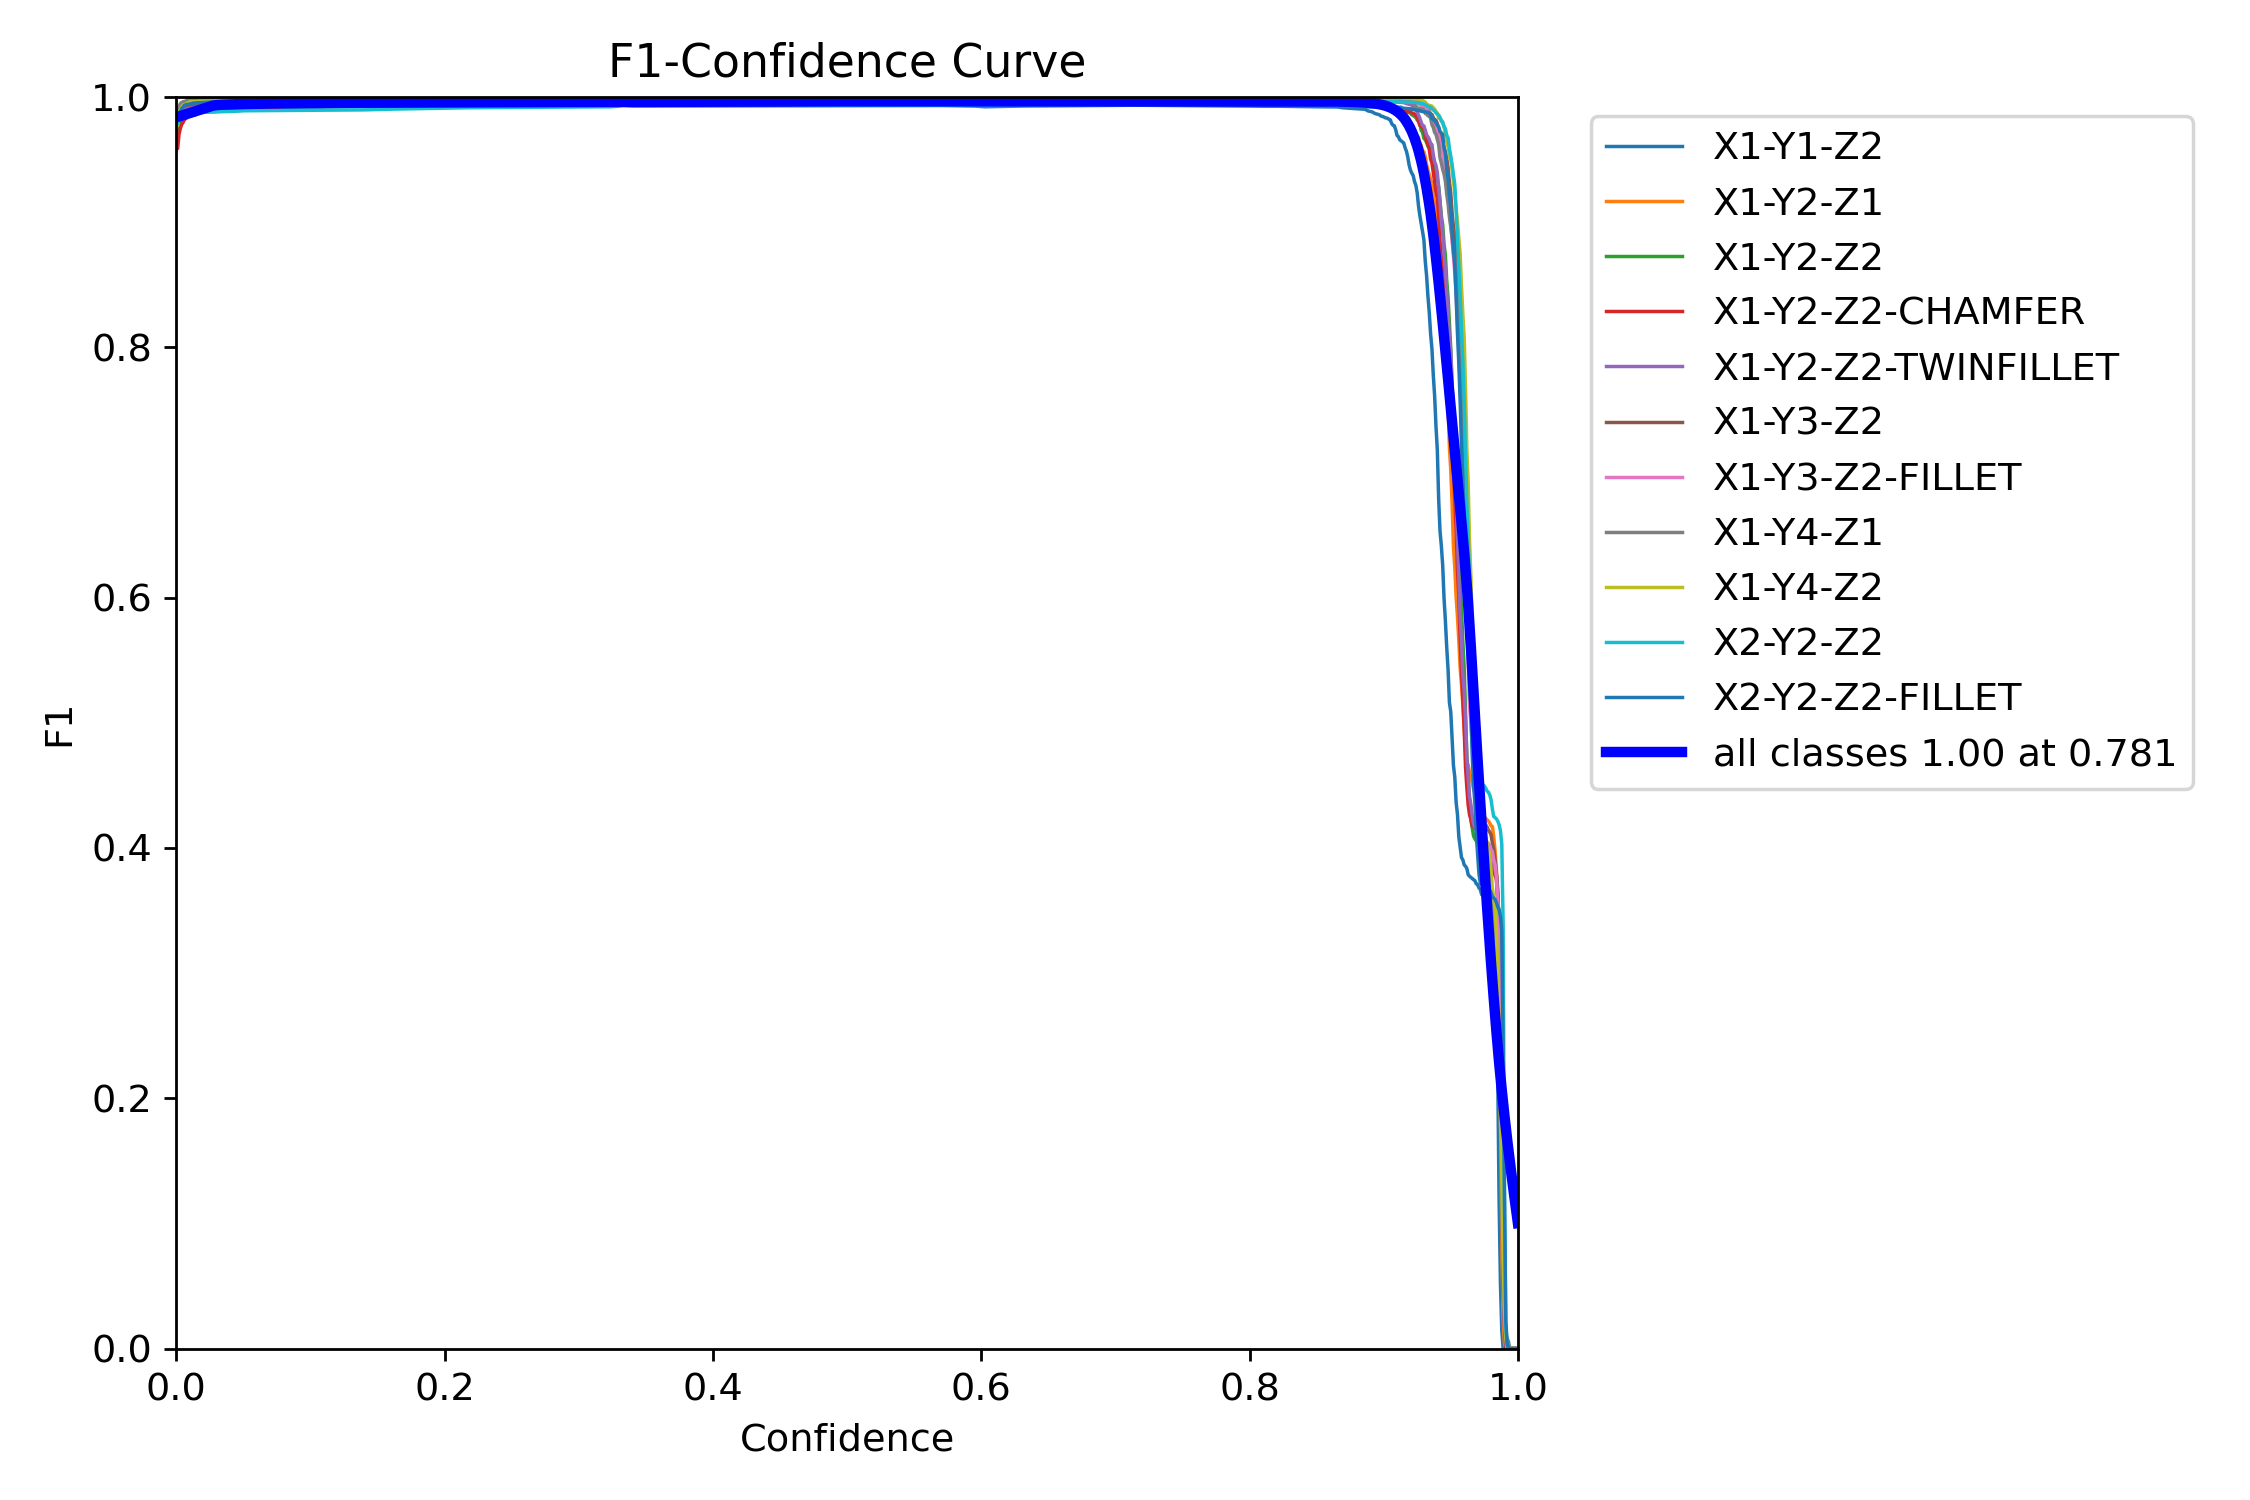 F1-Confidence Curve
1.0
0.8
0.6
0.4
0.2
0.0
F1
0.0 0.2 0.4 0.6 0.8 1.0
Confidence
X1-Y1-Z2
X1-Y2-Z1
X1-Y2-Z2
X1-Y2-Z2-CHAMFER
X1-Y2-Z2-TWINFILLET
X1-Y3-Z2
X1-Y3-Z2-FILLET
X1-Y4-Z1
X1-Y4-Z2
X2-Y2-Z2
X2-Y2-Z2-FILLET
all classes 1.00 at 0.781